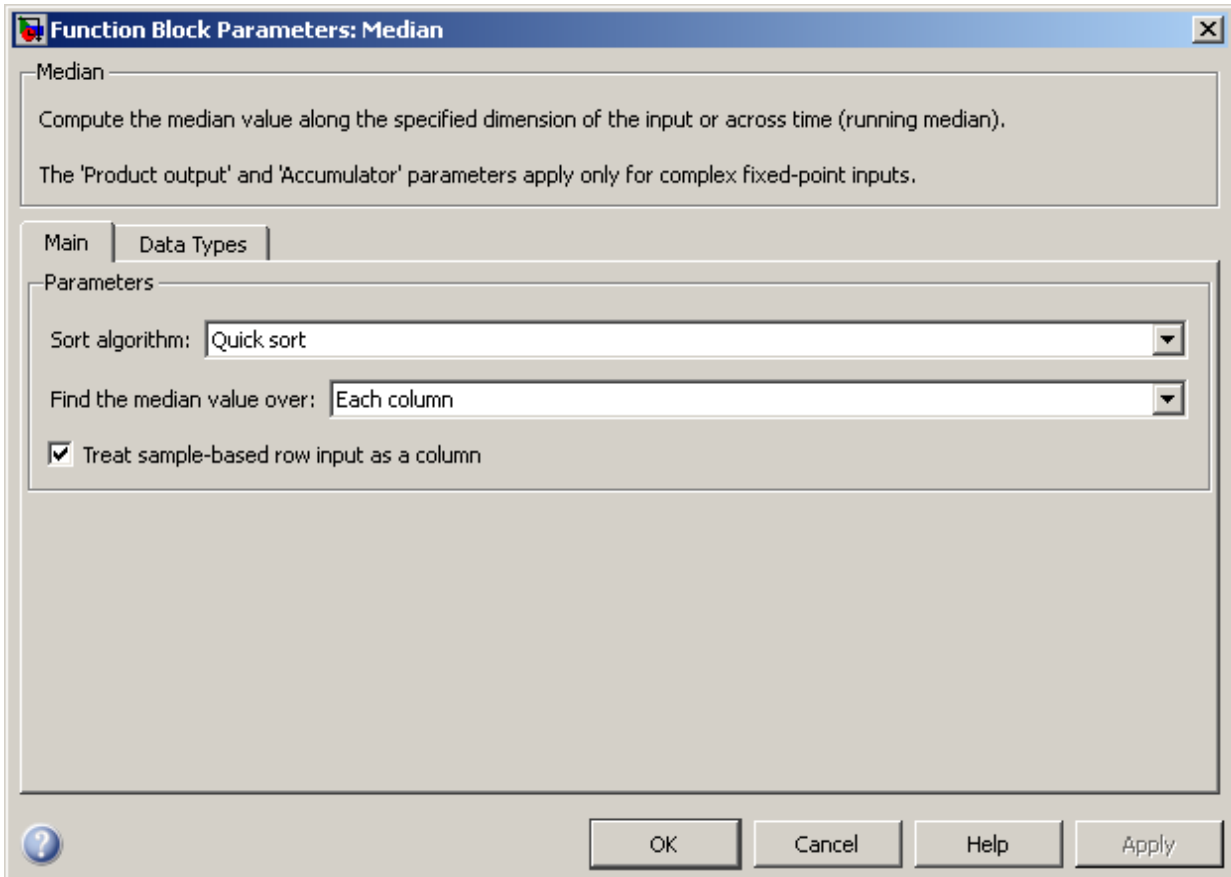 Function Block Parameters: Median
Median
Compute the median value along the specified dimension of the input or across time (running median).
The 'Product output' and 'Accumulator' parameters apply only for complex fixed-point inputs.
Main Data Types
Parameters
Sort algorithm: Quick sort
Find the median value over: Each column
Treat sample-based row input as a column
? OK Cancel Help Apply